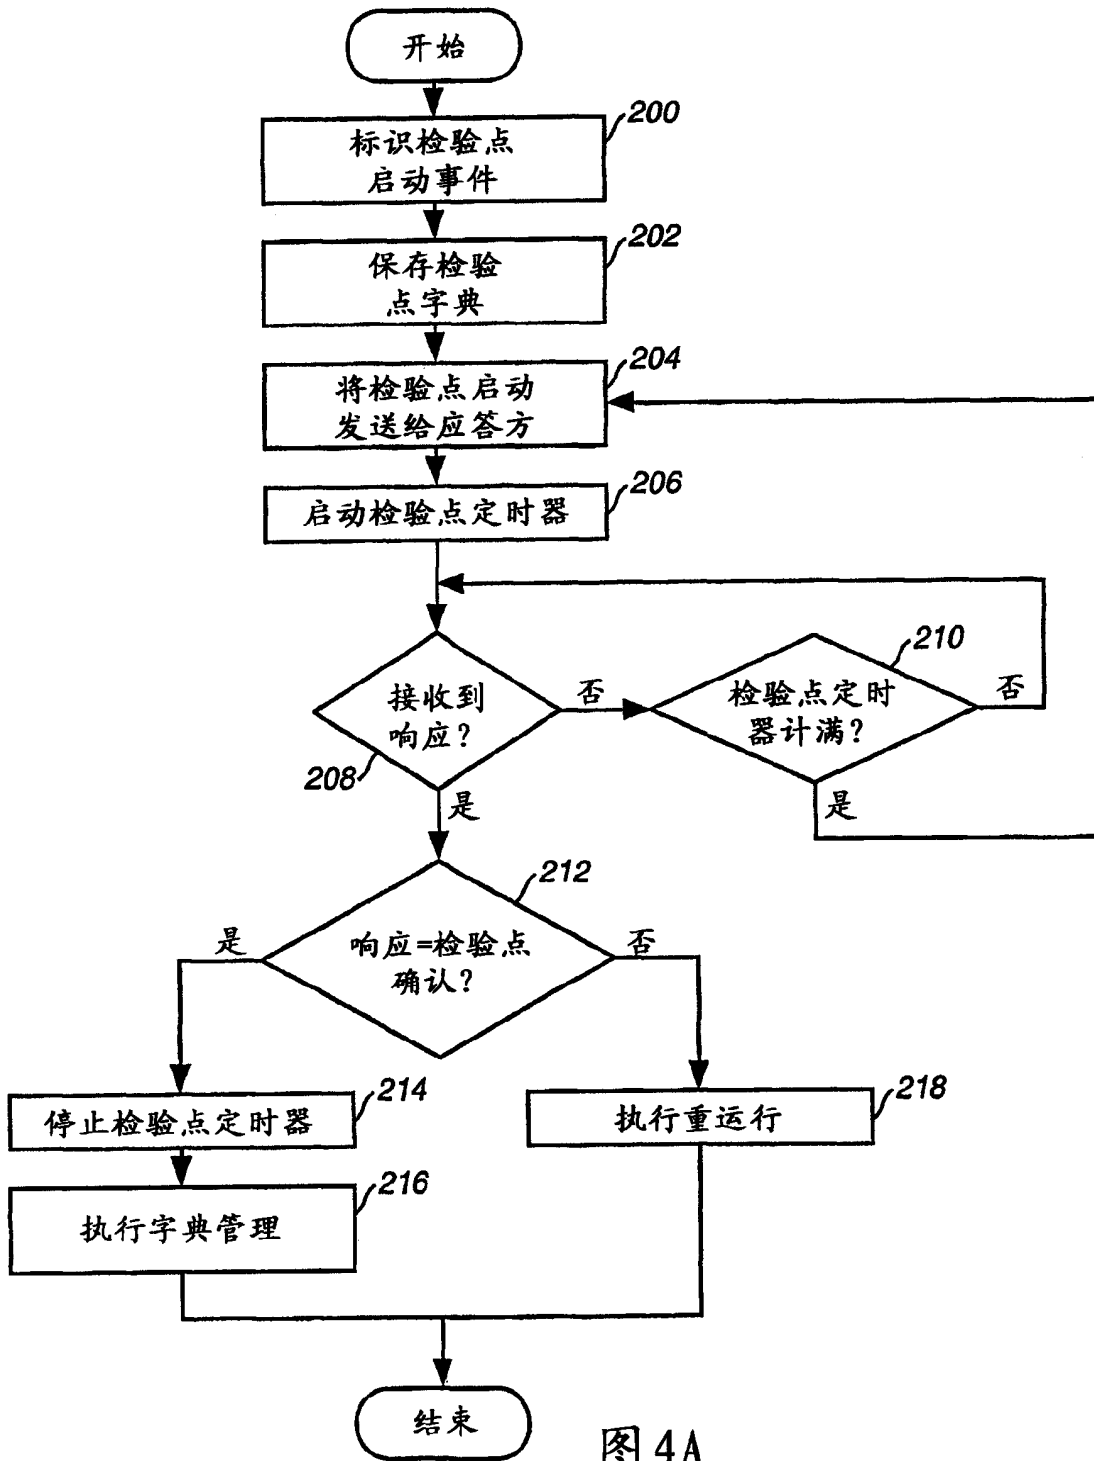 开始
200
标识检验点
启动事件
202
保存检验
点字典
204
将检验点启动
发送给应答方
206
启动检验点定时器
210
接收到
响应?
否
检验点定时
器计满?
否
208
是
是
212
是
响应=检验点
确认?
否
214
停止检验点定时器
218
执行重运行
216
执行字典管理
结束
图 4A